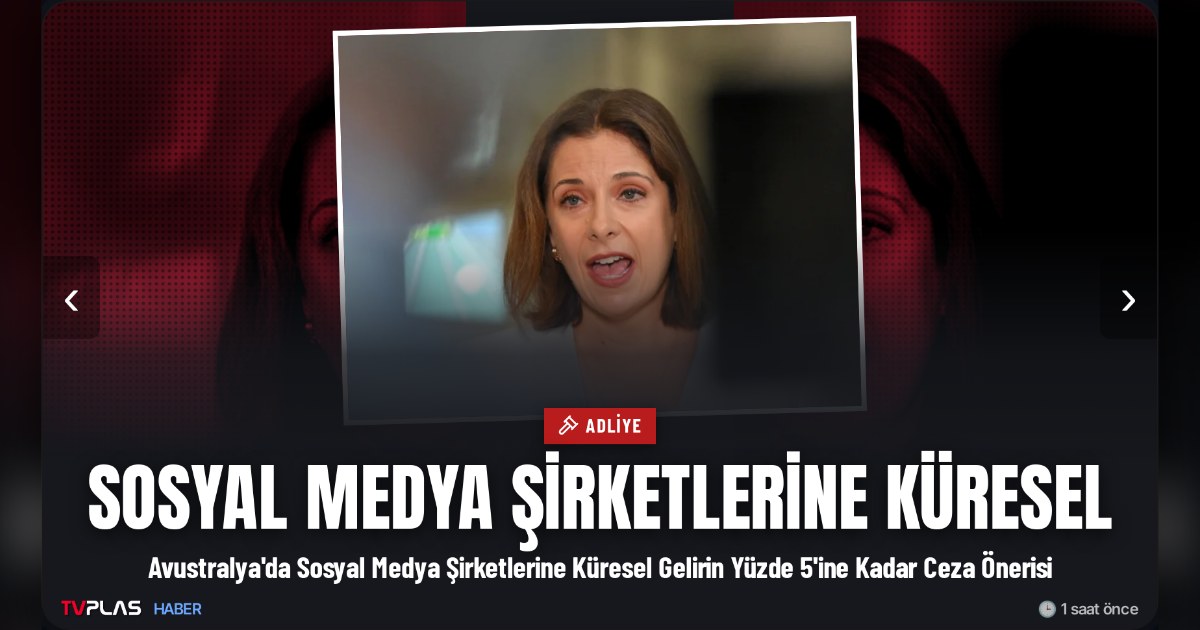 ADLİYE
SOSYAL MEDYA ŞİRKETLERİNE KÜRESEL
Avustralya'da Sosyal Medya Şirketlerine Küresel Gelirin Yüzde 5'ine Kadar Ceza Önerisi
TVPLAS HABER
1 saat önce